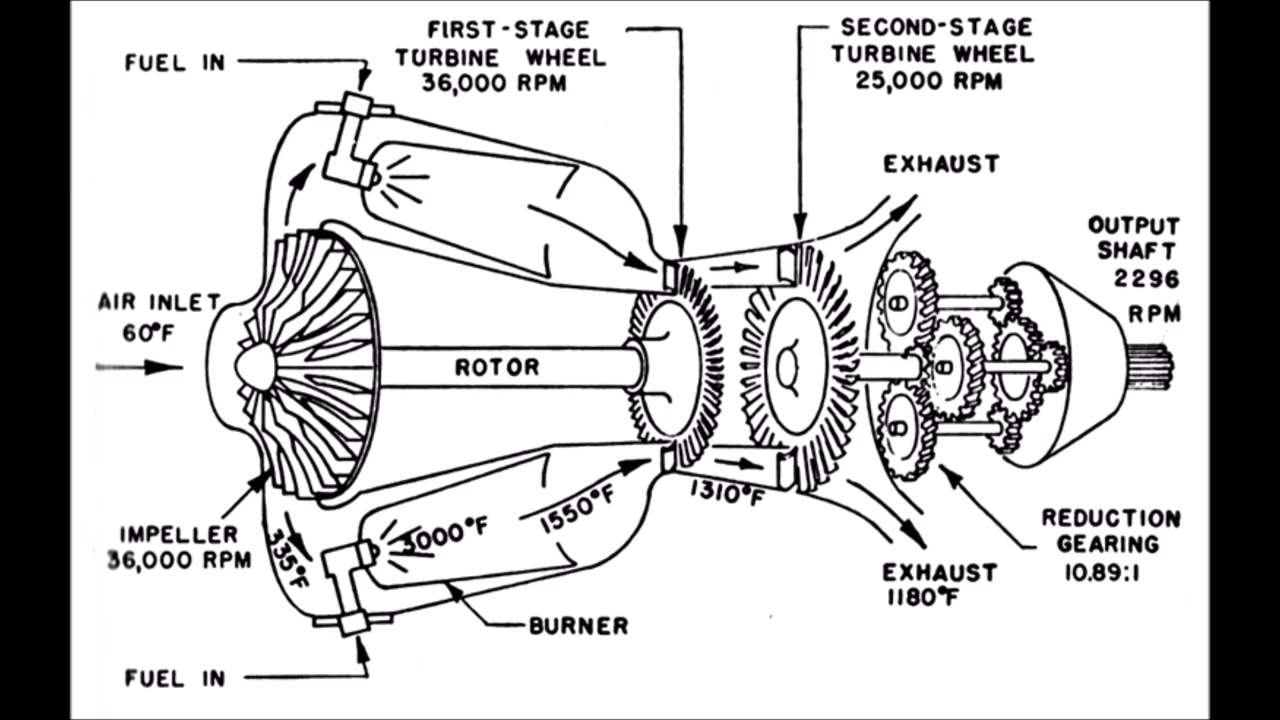 FUEL IN
FIRST-STAGE
TURBINE WHEEL
36,000 RPM
SECOND-STAGE
TURBINE WHEEL
25,000 RPM
EXHAUST
OUTPUT
SHAFT
2296
RPM
AIR INLET
60°F
ROTOR
IMPELLER
36,000 RPM
335°F
3000°F
1550°F
1310°F
REDUCTION
GEARING
10.89:1
EXHAUST
1180°F
BURNER
FUEL IN